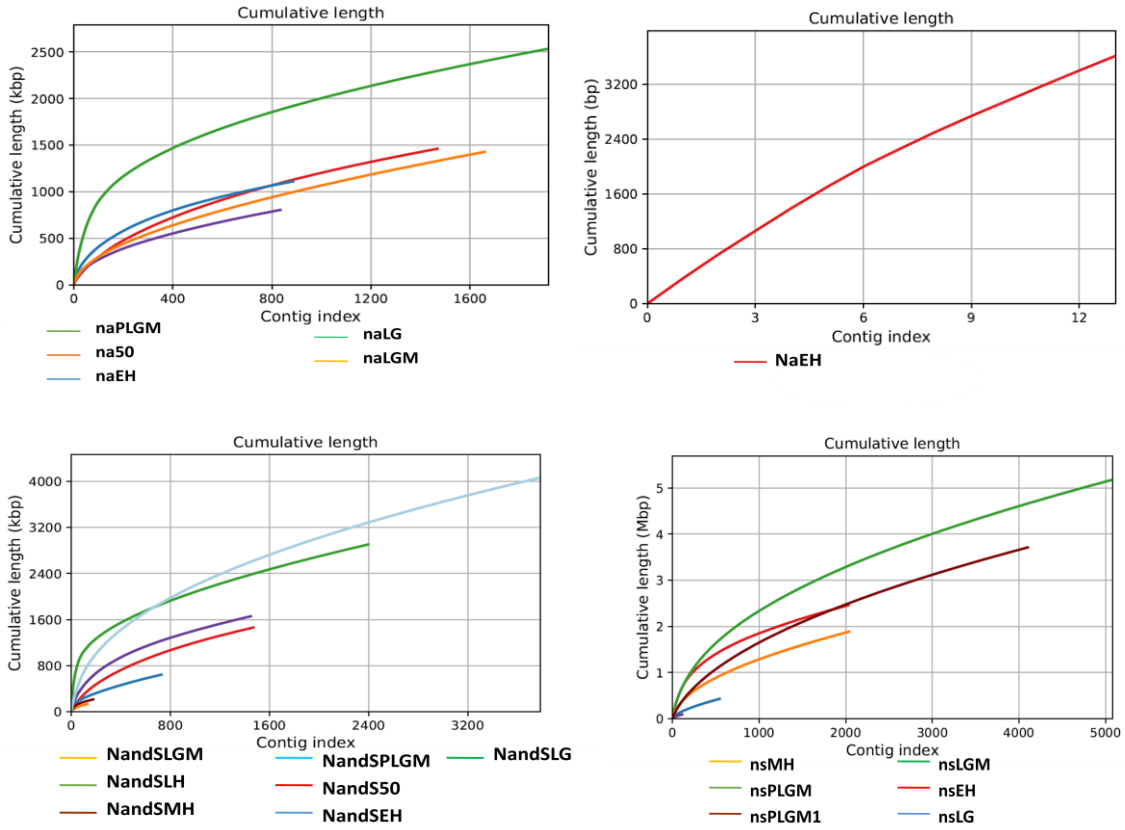 Cumulative length
Cumulative length (kbp)
2500
2000
1500
1000
500
0
0 400 800 1200 1600
Contig index
naPLGM
na50
naEH
naLG
naLGM
Cumulative length
Cumulative length (bp)
3200
2400
1600
800
0
0 3 6 9 12
Contig index
NaEH
Cumulative length
Cumulative length (kbp)
4000
3200
2400
1600
800
0
0 800 1600 2400 3200
Contig index
NandSLGM
NandSLH
NandSMH
NandSPLGM
NandS50
NandSEH
NandSLG
Cumulative length
Cumulative length (Mbp)
5
4
3
2
1
0
0 1000 2000 3000 4000 5000
Contig index
nsMH
nsPLGM
nsPLGM1
nsLGM
nsEH
nsLG